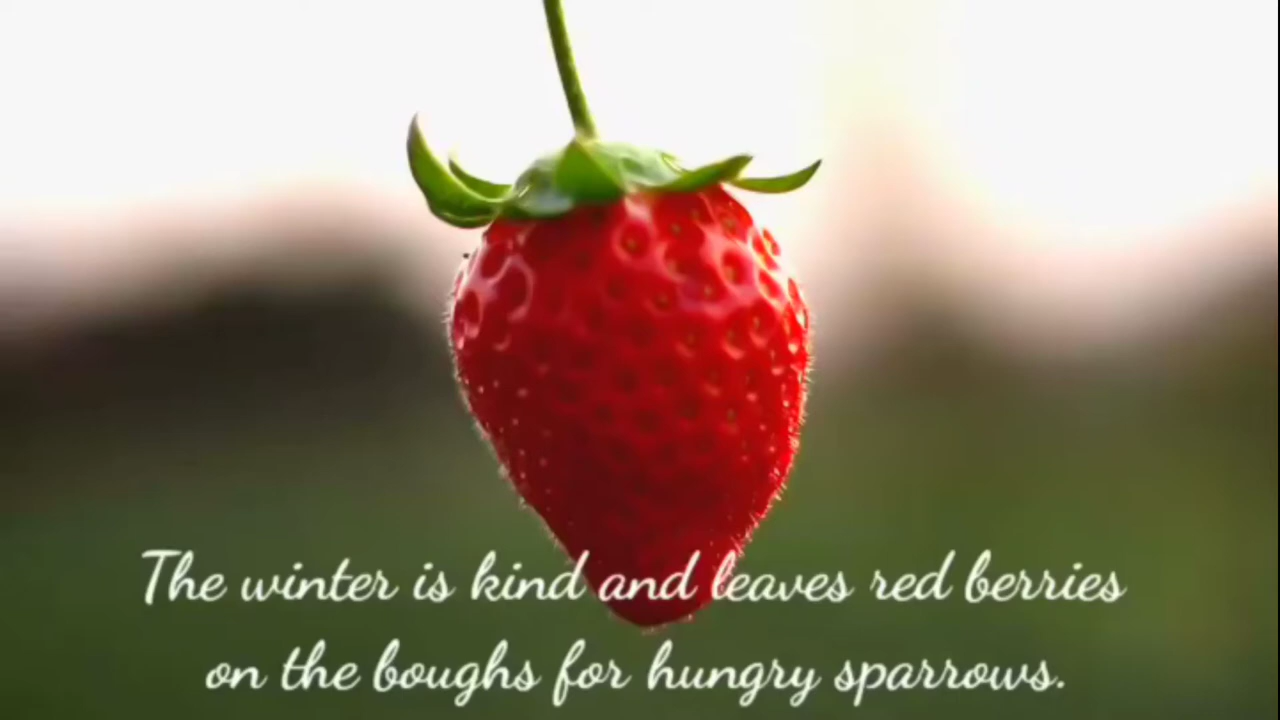 The winter is kind and leaves red berries
on the boughs for hungry sparrows.